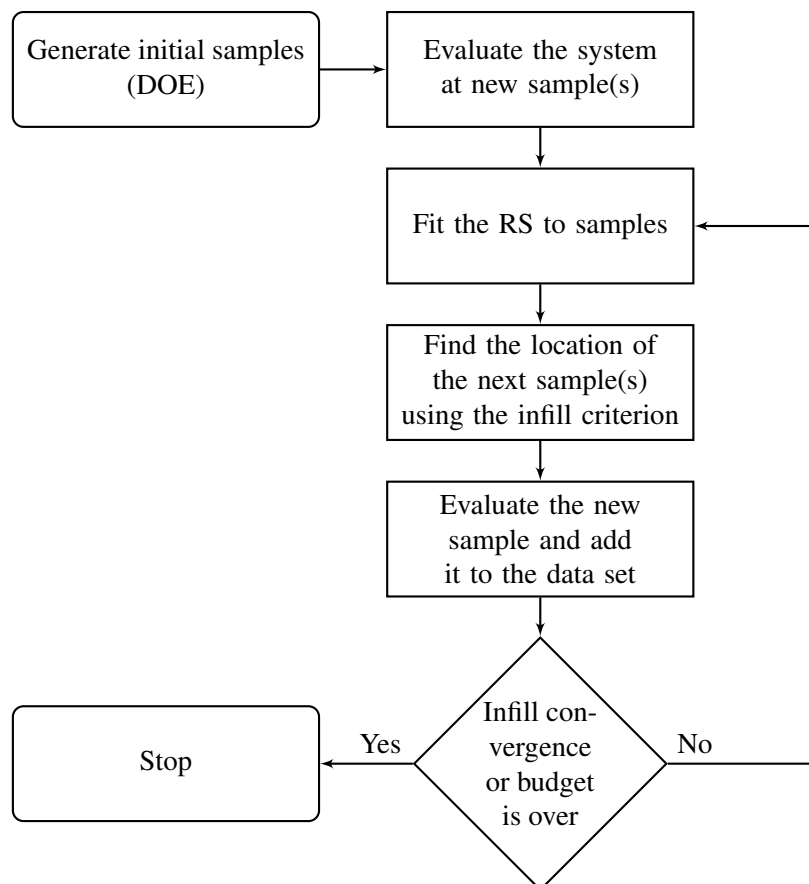 Generate initial samples
(DOE)
Evaluate the system
at new sample(s)
Fit the RS to samples
Find the location of
the next sample(s)
using the infill criterion
Evaluate the new
sample and add
it to the data set
Infill con-
vergence
or budget
is over
Yes
No
Stop